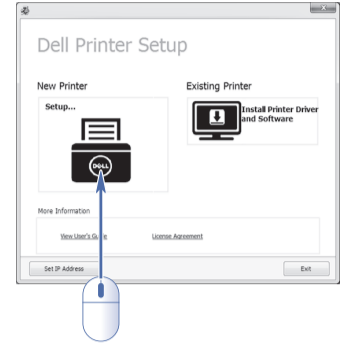 Dell Printer Setup
New Printer
Existing Printer
Setup...
DELL
Install Printer Driver
and Software
More Information
View User's Guide
License Agreement
Set IP Address
Exit